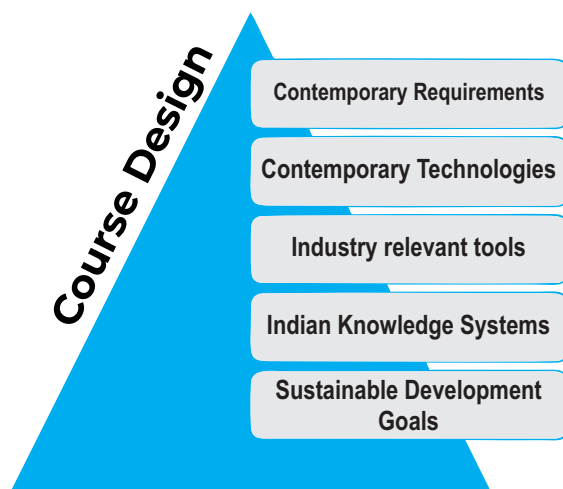 Course Design
Contemporary Requirements
Contemporary Technologies
Industry relevant tools
Indian Knowledge Systems
Sustainable Development
Goals